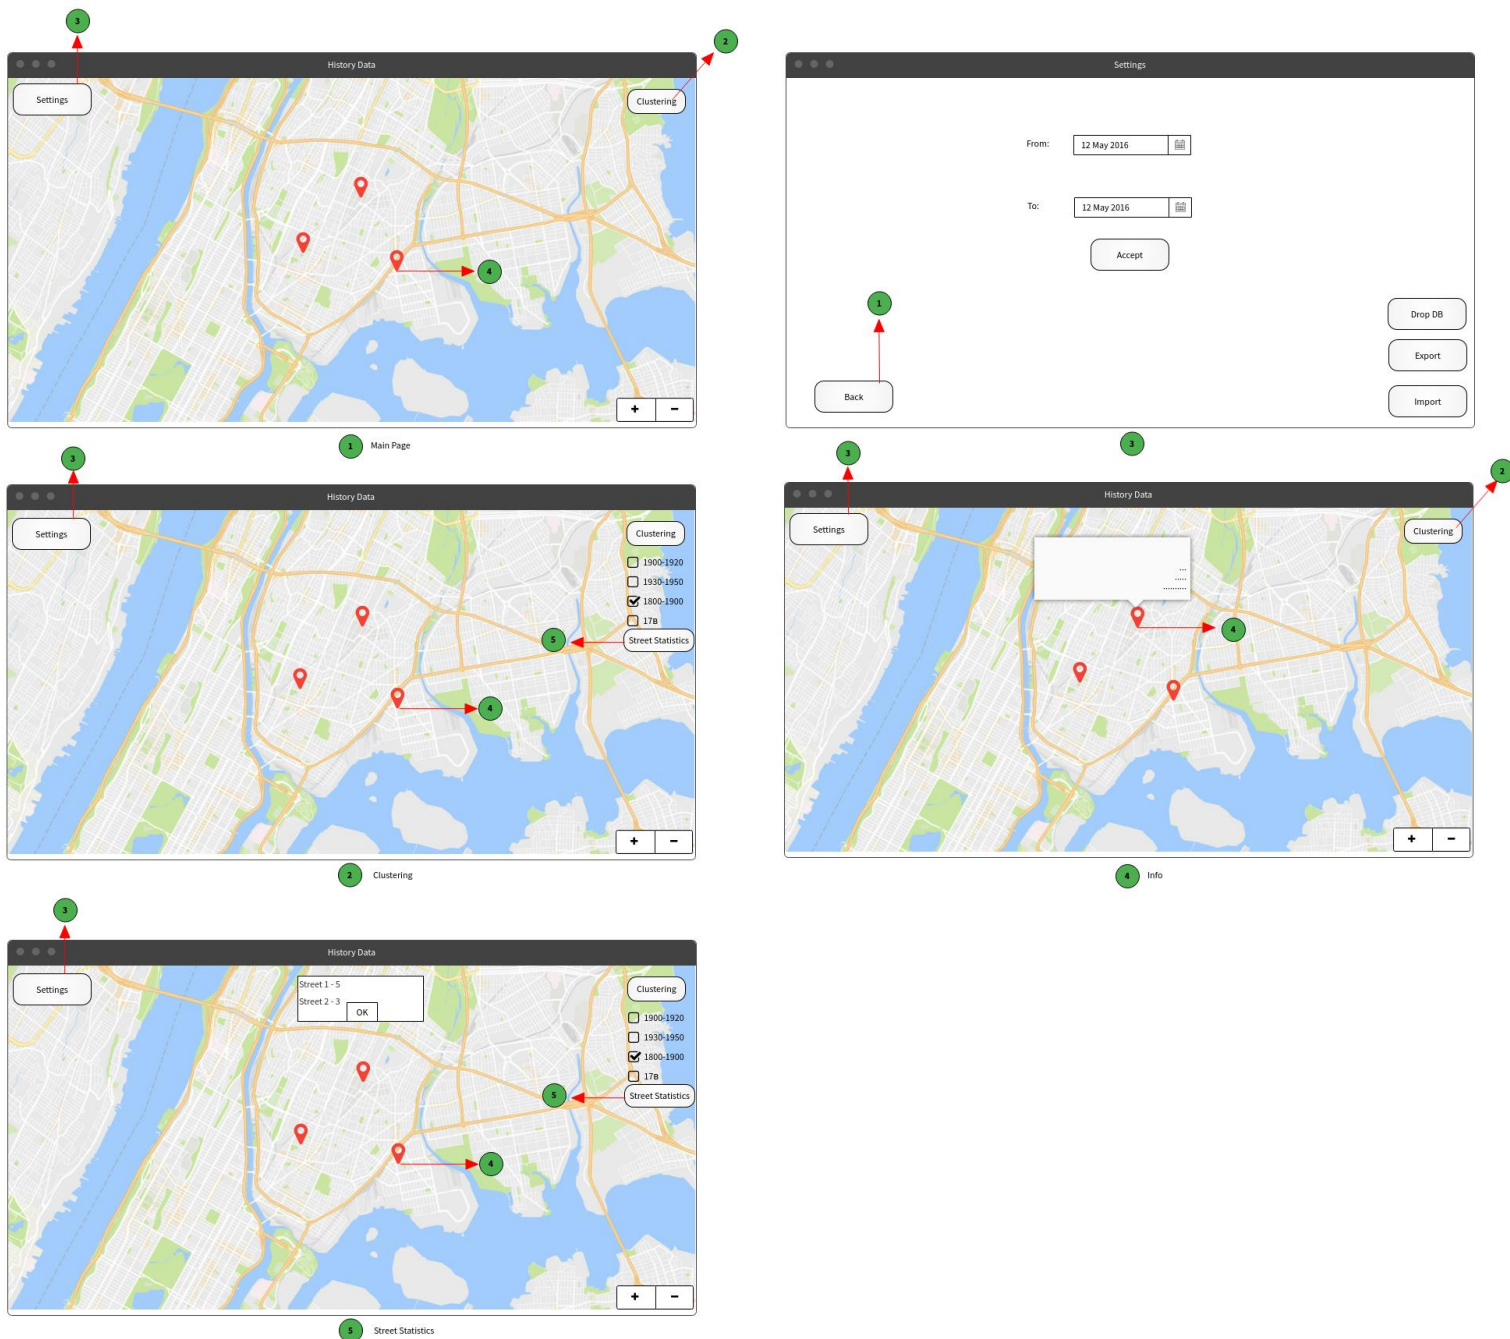 3
2
History Data
Settings
Clustering
4
+ −
1 Main Page
Settings
From: 12 May 2016
To: 12 May 2016
Accept
1
Drop DB
Export
Back
Import
3
3
History Data
Settings
Clustering
1900-1920
1930-1950
1800-1900
17в
5
Street Statistics
4
+ −
2 Clustering
3
2
History Data
Settings
Clustering
...
.....
..........
4
+ −
4 Info
3
History Data
Settings
Street 1 - 5
Street 2 - 3
OK
Clustering
1900-1920
1930-1950
1800-1900
17в
5
Street Statistics
4
+ −
5 Street Statistics